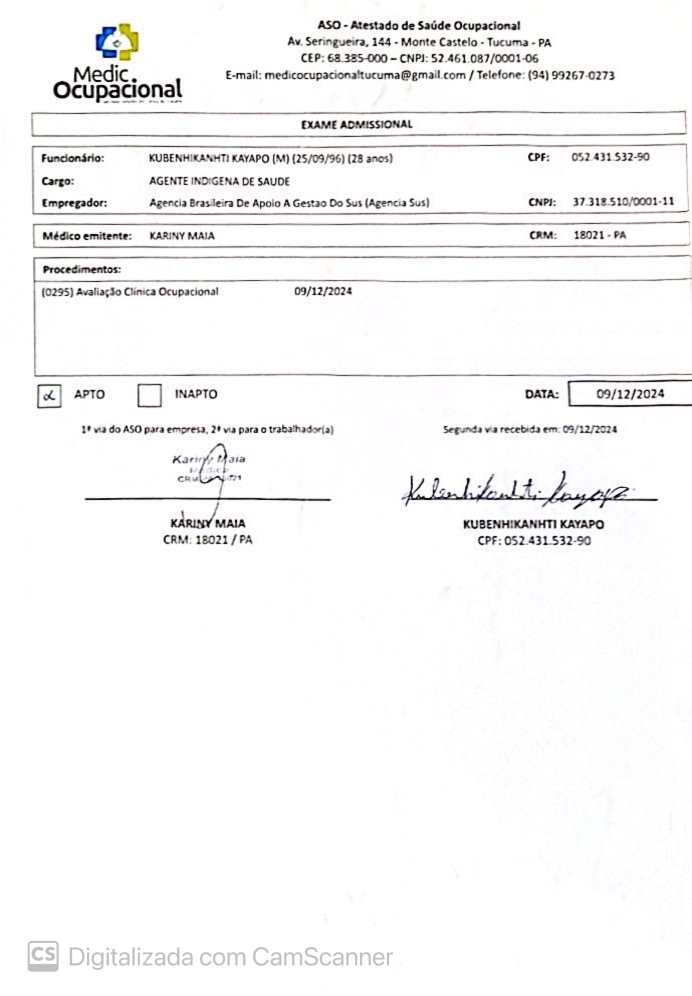 ASO - Atestado de Saúde Ocupacional
Av. Seringueira, 144 - Monte Castelo - Tucuma - PA
CEP: 68.385-000 – CNPJ: 52.461.087/0001-06
E-mail: medicocupacionaltucuma@gmail.com / Telefone: (94) 99267-0273
Medic
Ocupacional
EXAME ADMISSIONAL
Funcionário: KUBENHIKANHTI KAYAPO (M) (25/09/96) (28 anos) CPF: 052.431.532-90
Cargo: AGENTE INDIGENA DE SAUDE
Empregador: Agencia Brasileira De Apoio A Gestao Do Sus (Agencia Sus) CNPJ: 37.318.510/0001-11
Médico emitente: KARINY MAIA CRM: 18021 - PA
Procedimentos:
(0295) Avaliação Clínica Ocupacional 09/12/2024
APTO INAPTO DATA: 09/12/2024
1ª via do ASO para empresa, 2ª via para o trabalhador(a) Segunda via recebida em: 09/12/2024
Kariny Maia
CRM
Kubenhikanhti Kayapo
KARINY MAIA KUBENHIKANHTI KAYAPO
CRM: 18021 / PA CPF: 052.431.532-90
CS Digitalizada com CamScanner